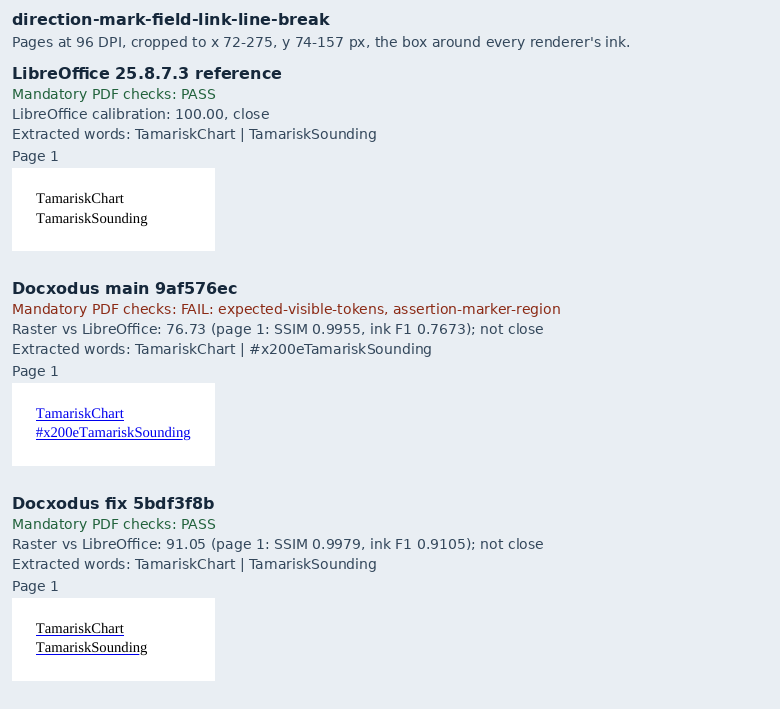 direction-mark-field-link-line-break
Pages at 96 DPI, cropped to x 72-275, y 74-157 px, the box around every renderer's ink.
LibreOffice 25.8.7.3 reference
Mandatory PDF checks: PASS
LibreOffice calibration: 100.00, close
Extracted words: TamariskChart | TamariskSounding
Page 1
TamariskChart
TamariskSounding
Docxodus main 9af576ec
Mandatory PDF checks: FAIL: expected-visible-tokens, assertion-marker-region
Raster vs LibreOffice: 76.73 (page 1: SSIM 0.9955, ink F1 0.7673); not close
Extracted words: TamariskChart | #x200eTamariskSounding
Page 1
TamariskChart
#x200eTamariskSounding
Docxodus fix 5bdf3f8b
Mandatory PDF checks: PASS
Raster vs LibreOffice: 91.05 (page 1: SSIM 0.9979, ink F1 0.9105); not close
Extracted words: TamariskChart | TamariskSounding
Page 1
TamariskChart
TamariskSounding